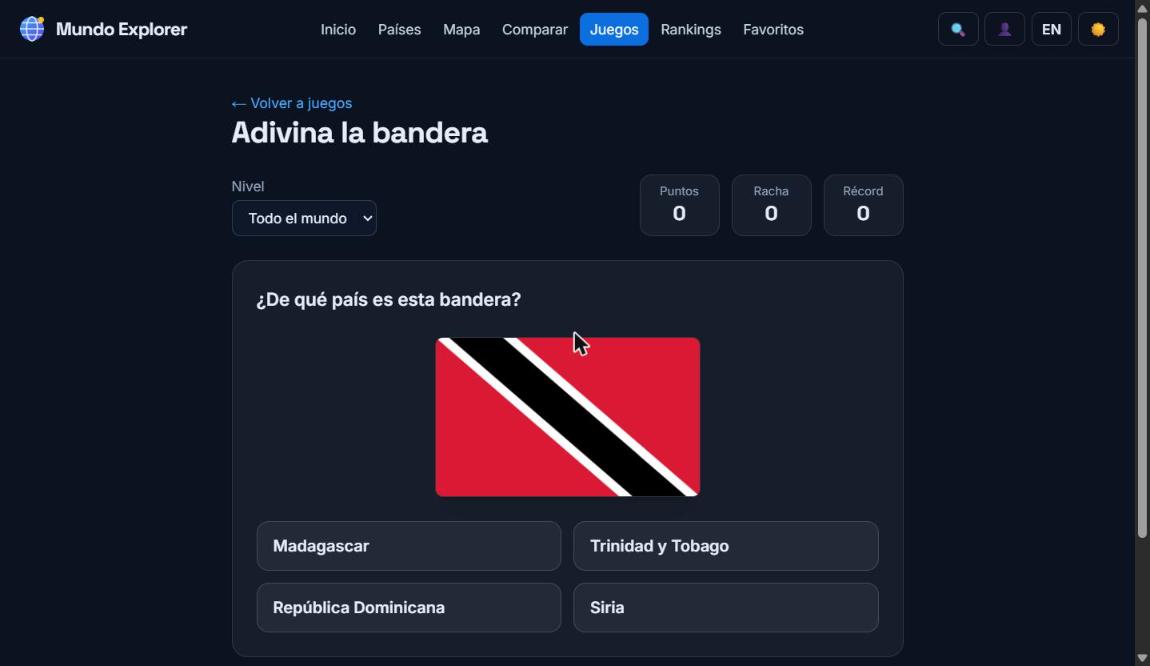 Mundo Explorer
Inicio Países Mapa Comparar Juegos Rankings Favoritos EN
← Volver a juegos
Adivina la bandera
Nivel
Todo el mundo
Puntos
0
Racha
0
Récord
0
¿De qué país es esta bandera?
Madagascar
Trinidad y Tobago
República Dominicana
Siria